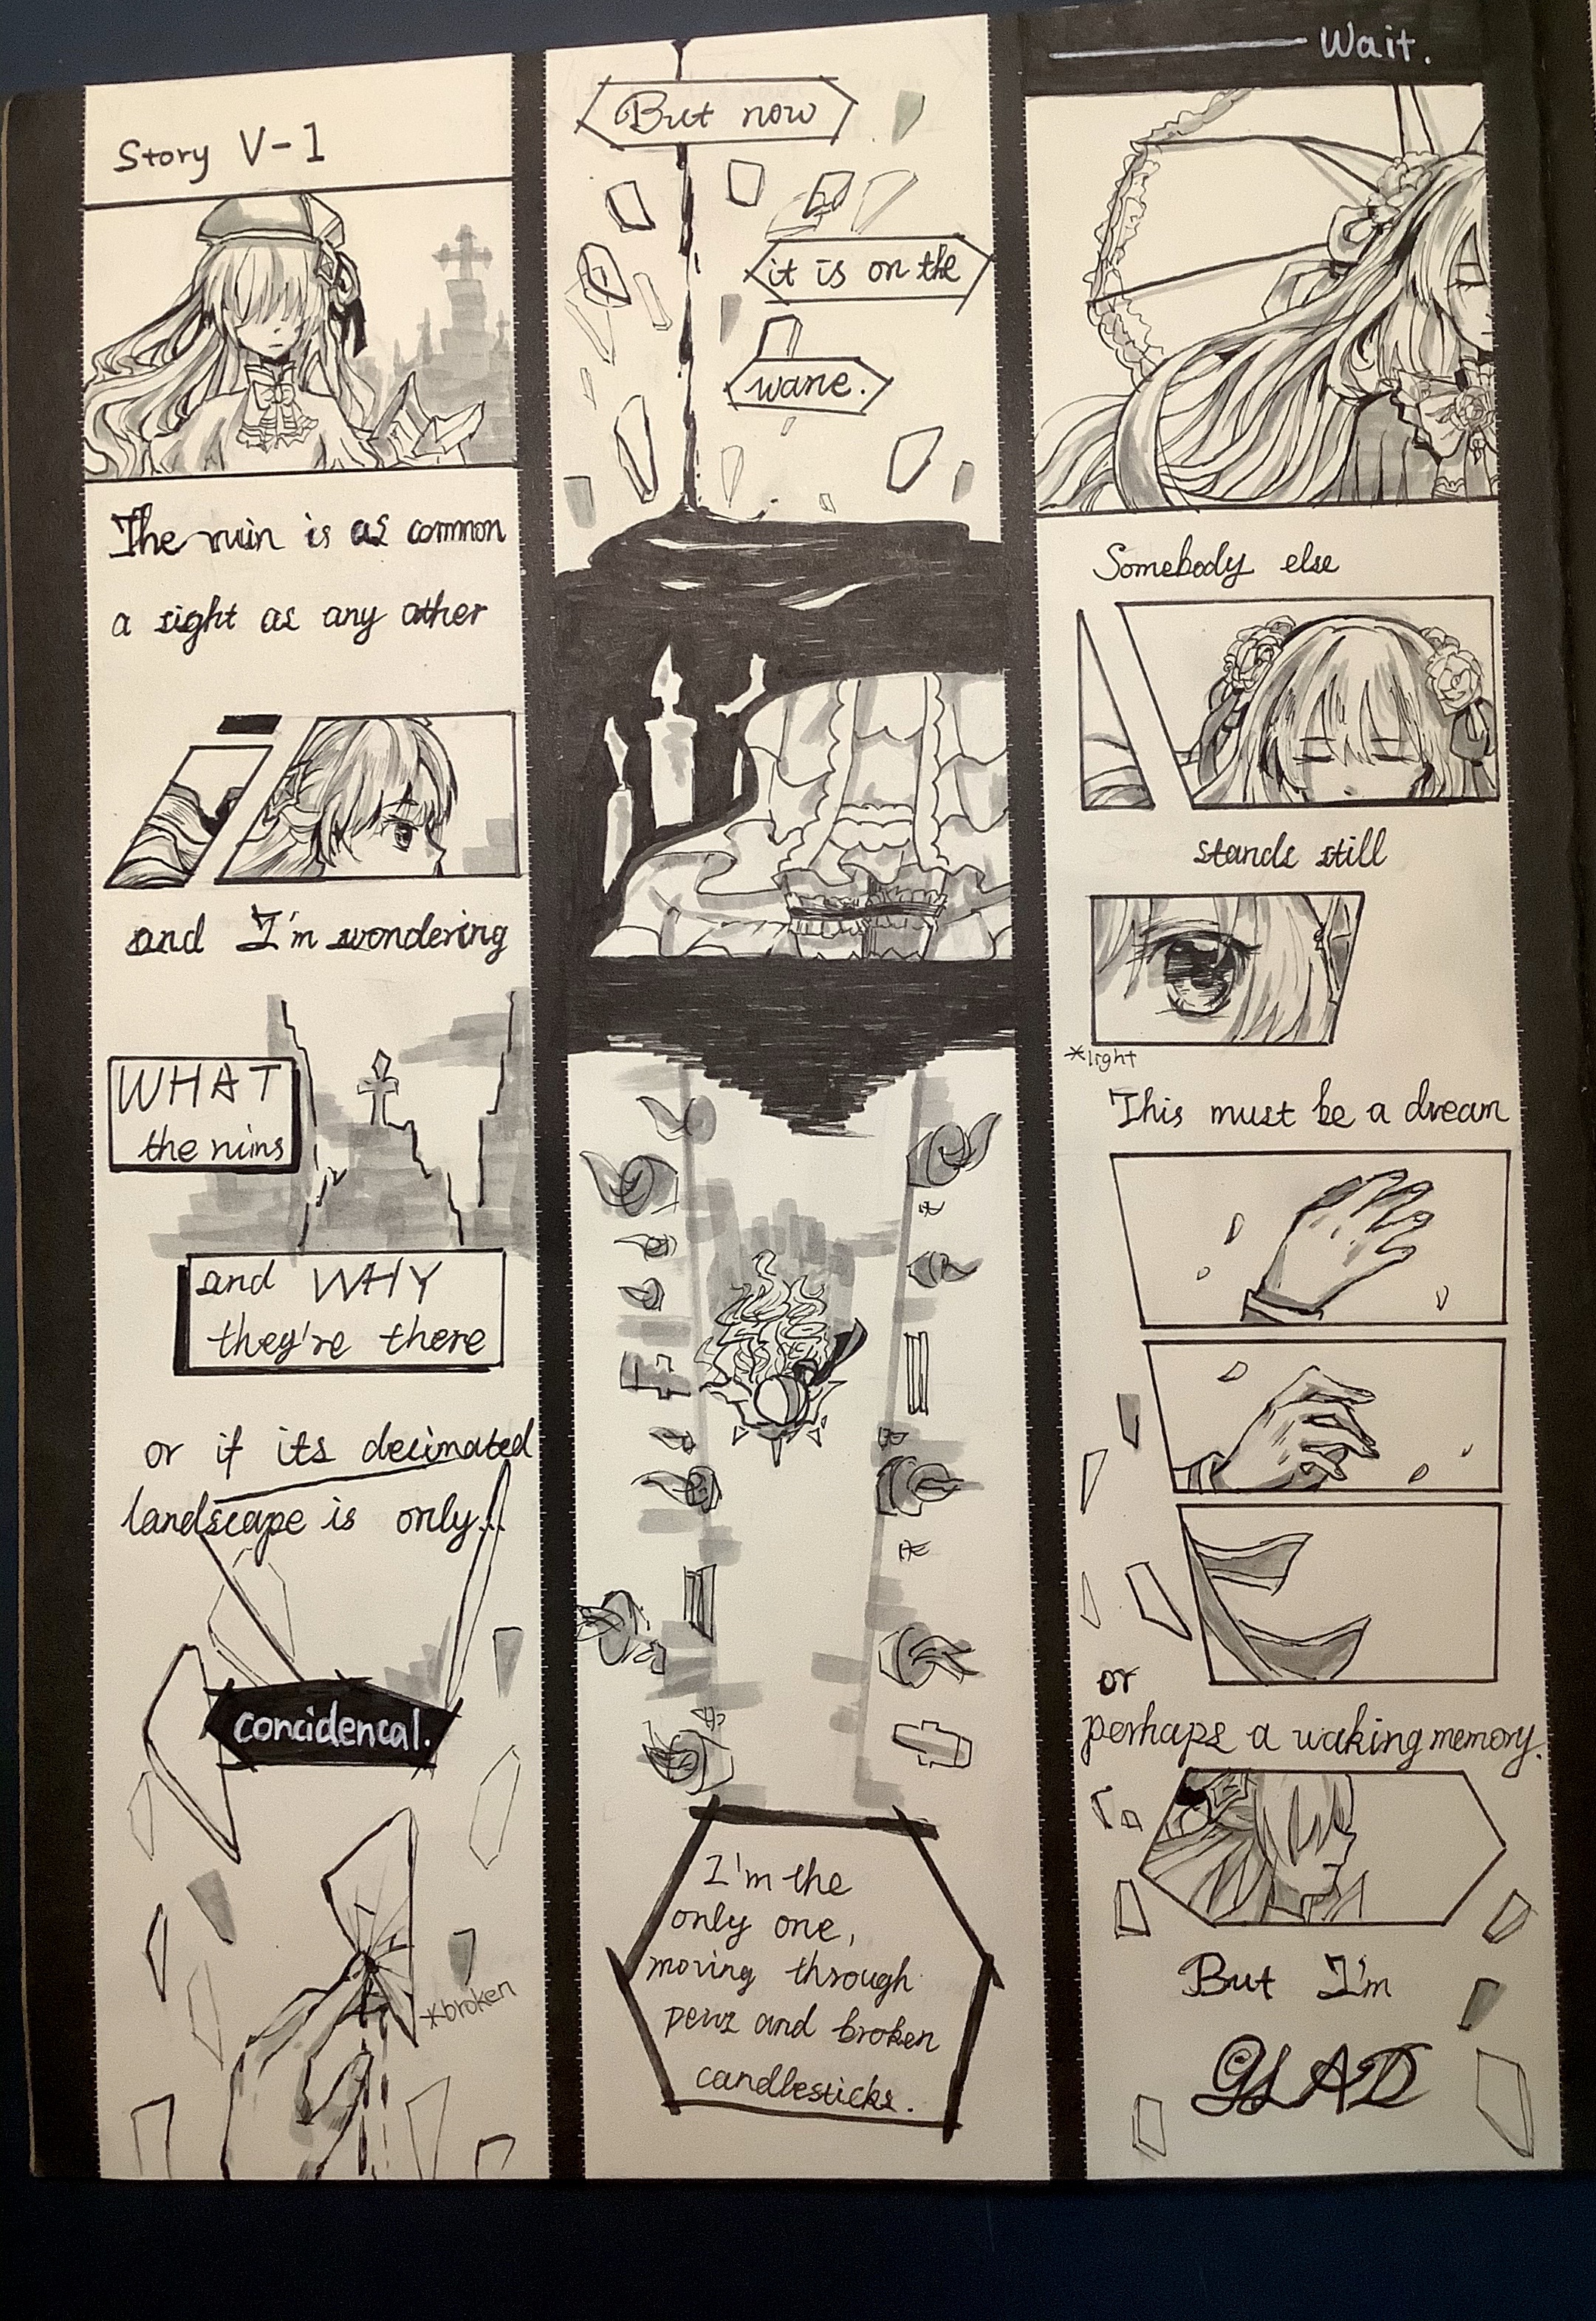 Story V-1
The ruin is as common
a sight as any other
and I'm wondering
WHAT
the ruins
and WHY
they're there
or if its decimated
landscape is only...
concidencal.
*broken
But now
it is on the
wane.
I'm the
only one,
moving through
pews and broken
candlesticks.
Wait.
Somebody else
stands still
*light
This must be a dream
or
perhaps a waking memory.
But I'm
GLAD